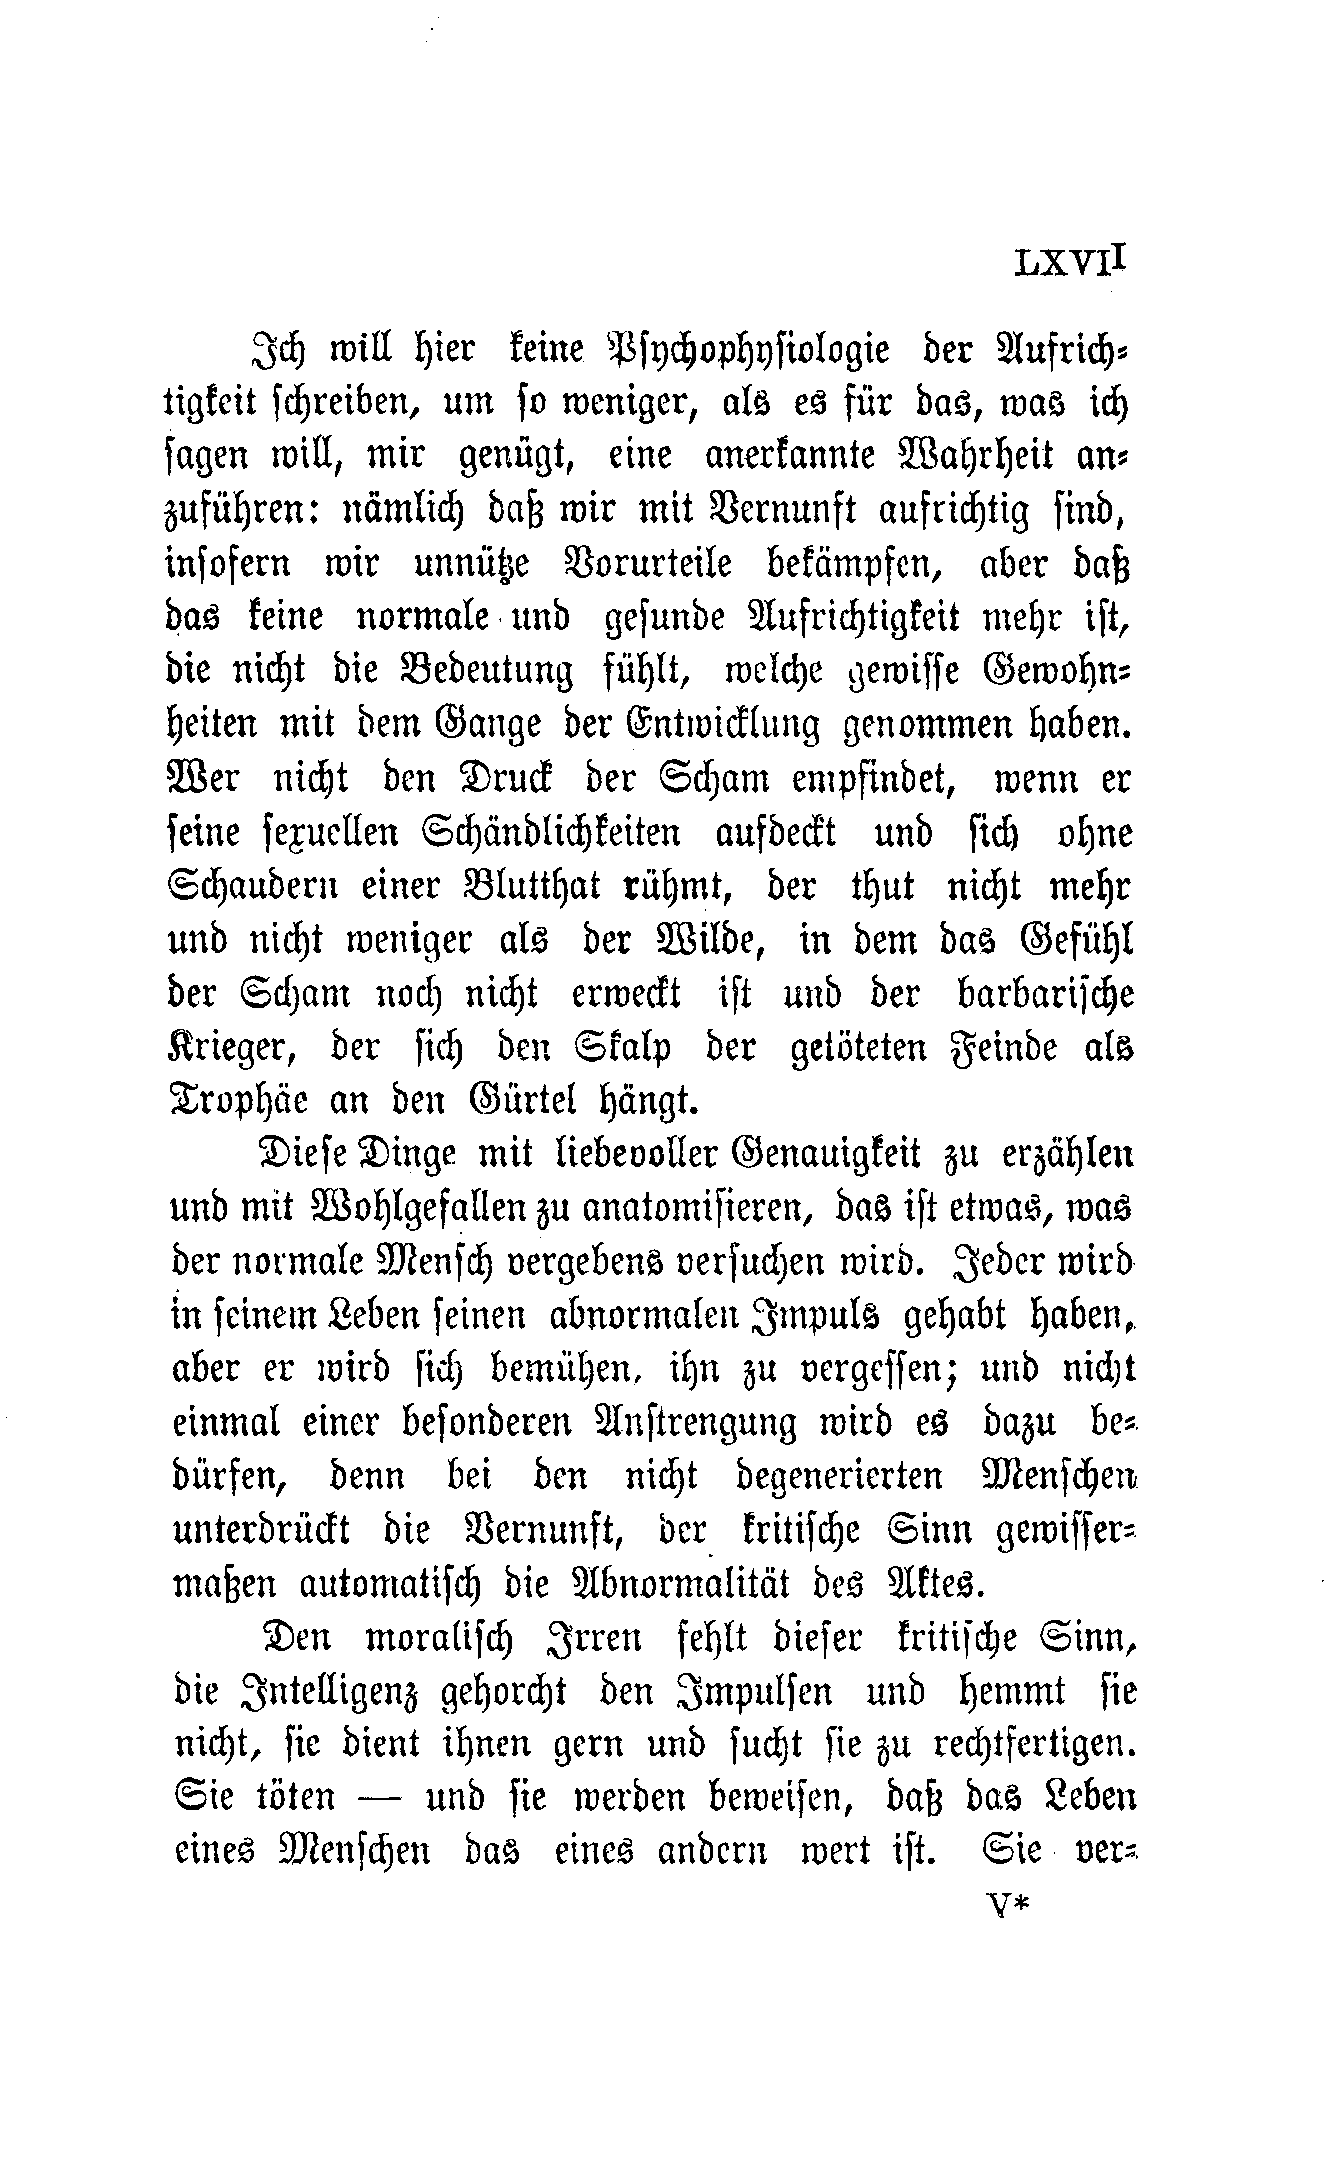 LXVII
Ich will hier keine Psychophysiologie der Aufrich-
tigkeit schreiben, um so weniger, als es für das, was ich
sagen will, mir genügt, eine anerkannte Wahrheit an-
zuführen: nämlich daß wir mit Vernunft aufrichtig sind,
insofern wir unnütze Vorurteile bekämpfen, aber daß
das keine normale und gesunde Aufrichtigkeit mehr ist,
die nicht die Bedeutung fühlt, welche gewisse Gewohn-
heiten mit dem Gange der Entwicklung genommen haben.
Wer nicht den Druck der Scham empfindet, wenn er
seine sexuellen Schändlichkeiten aufdeckt und sich ohne
Schaudern einer Blutthat rühmt, der thut nicht mehr
und nicht weniger als der Wilde, in dem das Gefühl
der Scham noch nicht erweckt ist und der barbarische
Krieger, der sich den Skalp der getöteten Feinde als
Trophäe an den Gürtel hängt.
Diese Dinge mit liebevoller Genauigkeit zu erzählen
und mit Wohlgefallen zu anatomisieren, das ist etwas, was
der normale Mensch vergebens versuchen wird. Jeder wird
in seinem Leben seinen abnormalen Impuls gehabt haben,
aber er wird sich bemühen, ihn zu vergessen; und nicht
einmal einer besonderen Anstrengung wird es dazu be-
dürfen, denn bei den nicht degenerierten Menschen
unterdrückt die Vernunft, der kritische Sinn gewisser-
maßen automatisch die Abnormalität des Aktes.
Den moralisch Irren fehlt dieser kritische Sinn,
die Intelligenz gehorcht den Impulsen und hemmt sie
nicht, sie dient ihnen gern und sucht sie zu rechtfertigen.
Sie töten — und sie werden beweisen, daß das Leben
eines Menschen das eines andern wert ist. Sie ver-
V*